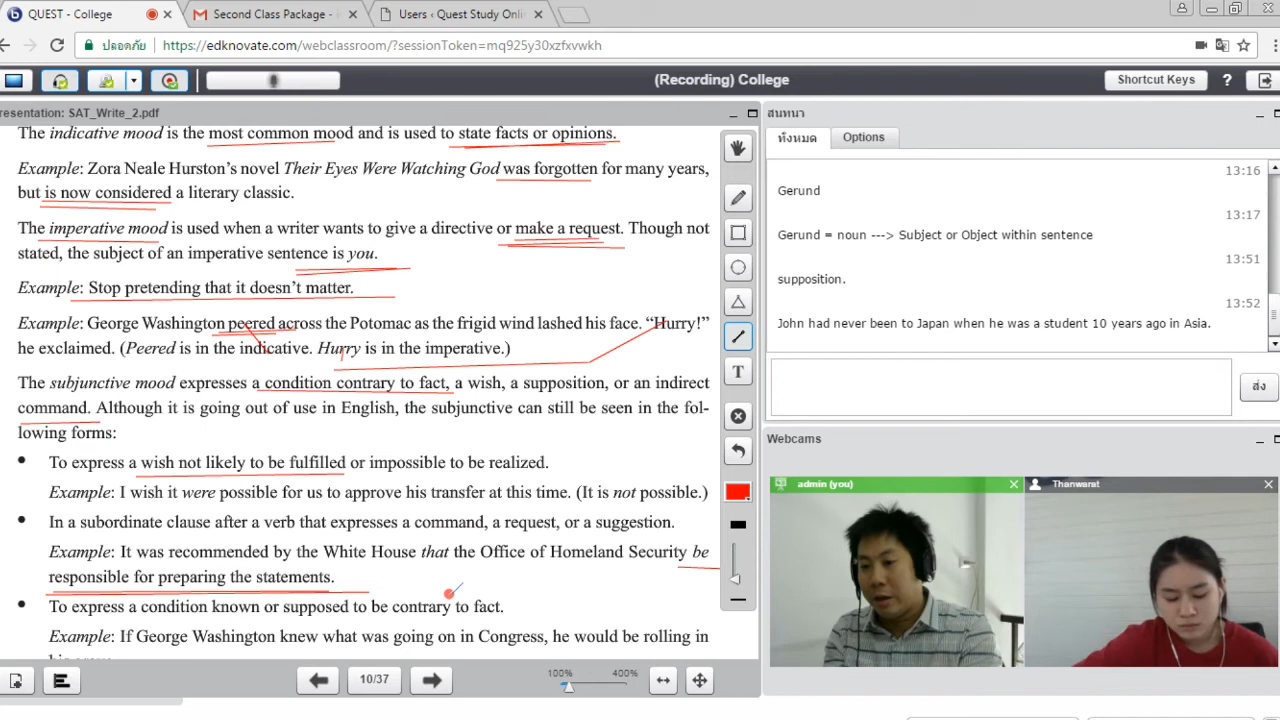 QUEST - College
Second Class Package -
Users ‹ Quest Study Onli
ปลอดภัย
https://edknovate.com/webclassroom/?sessionToken=mq925y30xzfxvwkh
(Recording) College
Shortcut Keys
?
resentation: SAT_Write_2.pdf
The indicative mood is the most common mood and is used to state facts or opinions.
Example: Zora Neale Hurston's novel Their Eyes Were Watching God was forgotten for many years,
but is now considered a literary classic.
The imperative mood is used when a writer wants to give a directive or make a request. Though not
stated, the subject of an imperative sentence is you.
Example: Stop pretending that it doesn't matter.
Example: George Washington peered across the Potomac as the frigid wind lashed his face. “Hurry!”
he exclaimed. (Peered is in the indicative. Hurry is in the imperative.)
The subjunctive mood expresses a condition contrary to fact, a wish, a supposition, or an indirect
command. Although it is going out of use in English, the subjunctive can still be seen in the fol-
lowing forms:
• To express a wish not likely to be fulfilled or impossible to be realized.
Example: I wish it were possible for us to approve his transfer at this time. (It is not possible.)
• In a subordinate clause after a verb that expresses a command, a request, or a suggestion.
Example: It was recommended by the White House that the Office of Homeland Security be
responsible for preparing the statements.
• To express a condition known or supposed to be contrary to fact.
Example: If George Washington knew what was going on in Congress, he would be rolling in
T
10/37
100%
400%
สนทนา
ทั้งหมด
Options
13:16
Gerund
13:17
Gerund = noun ---> Subject or Object within sentence
13:51
supposition.
13:52
John had never been to Japan when he was a student 10 years ago in Asia.
ส่ง
Webcams
admin (you)
Thanwarat